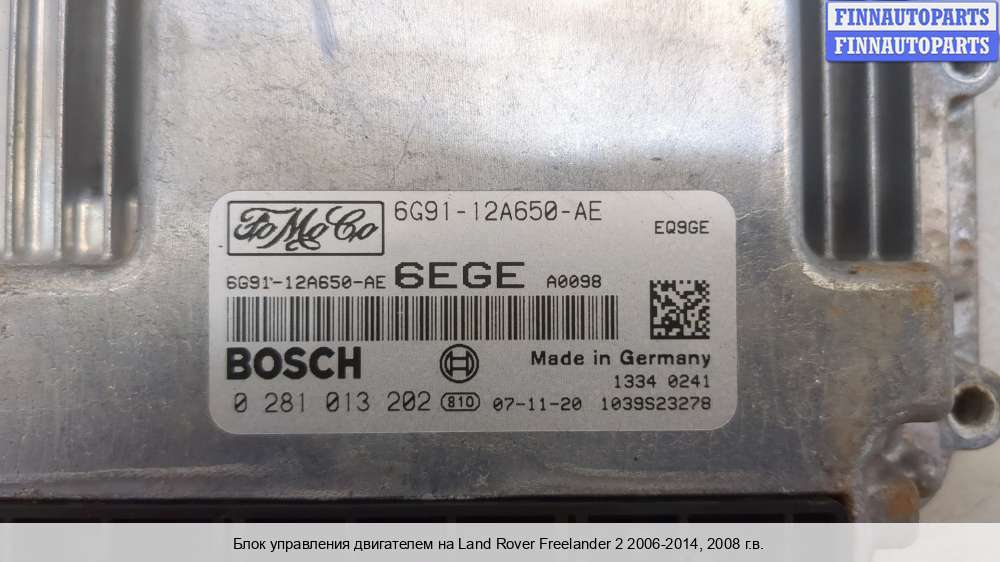 FINNAUTOPARTS
FINNAUTOPARTS
FoMoCo
6G91-12A650-AE
EQ9GE
6G91-12A650-AE 6EGE A0098
BOSCH
Made in Germany
1334 0241
0 281 013 202 810 07-11-20 1039S23278
Блок управления двигателем на Land Rover Freelander 2 2006-2014, 2008 г.в.